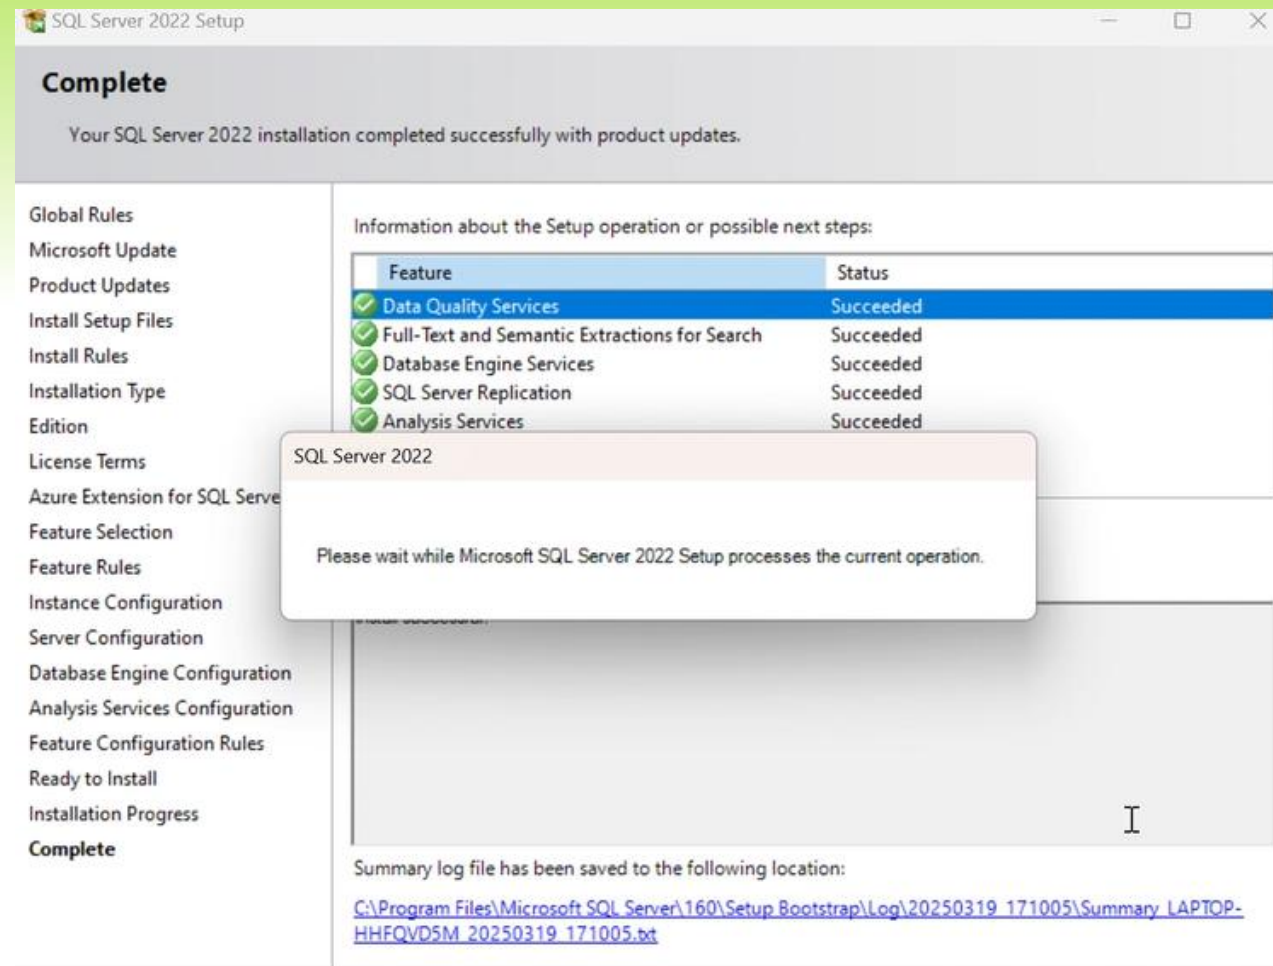 SQL Server 2022 Setup
Complete
Your SQL Server 2022 installation completed successfully with product updates.
Global Rules
Microsoft Update
Product Updates
Install Setup Files
Install Rules
Installation Type
Edition
License Terms
Azure Extension for SQL Serve
Feature Selection
Feature Rules
Instance Configuration
Server Configuration
Database Engine Configuration
Analysis Services Configuration
Feature Configuration Rules
Ready to Install
Installation Progress
Complete
Information about the Setup operation or possible next steps:
Feature Status
Data Quality Services Succeeded
Full-Text and Semantic Extractions for Search Succeeded
Database Engine Services Succeeded
SQL Server Replication Succeeded
Analysis Services Succeeded
SQL Server 2022
Please wait while Microsoft SQL Server 2022 Setup processes the current operation.
Summary log file has been saved to the following location:
C:\Program Files\Microsoft SQL Server\160\Setup Bootstrap\Log\20250319_171005\Summary_LAPTOP-
HHFQVD5M_20250319_171005.txt